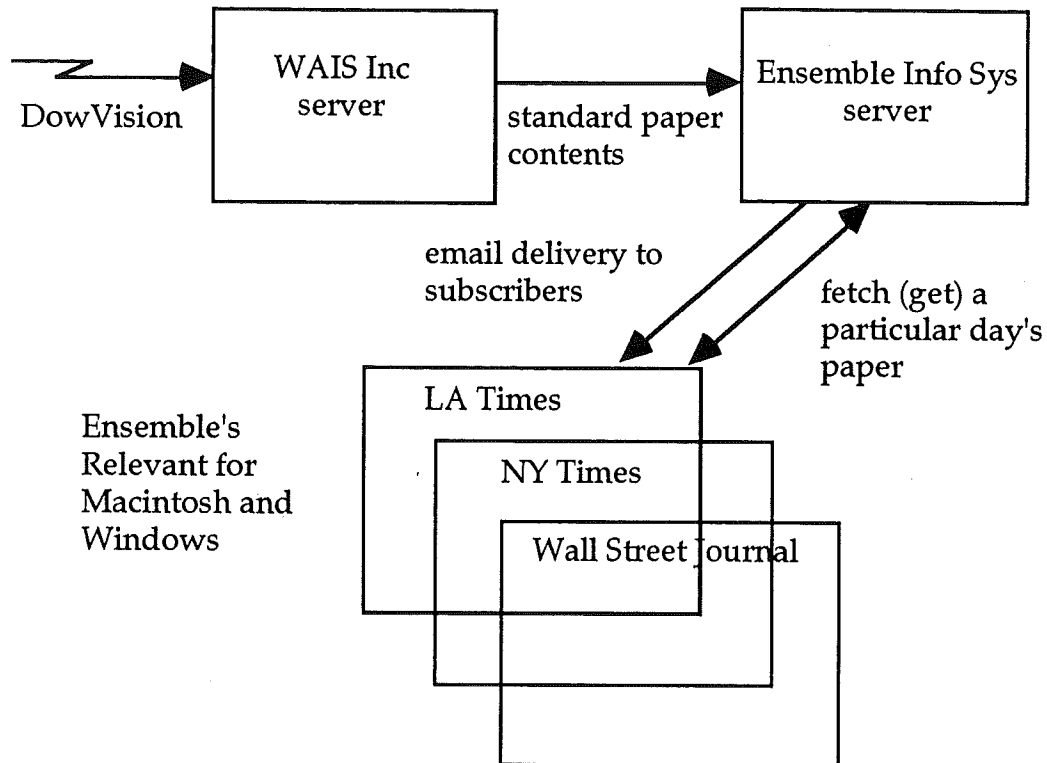 WAIS Inc
server
Ensemble Info Sys
server
DowVision
standard paper
contents
email delivery to
subscribers
fetch (get) a
particular day's
paper
LA Times
Ensemble's
Relevant for
Macintosh and
Windows
NY Times
Wall Street Journal